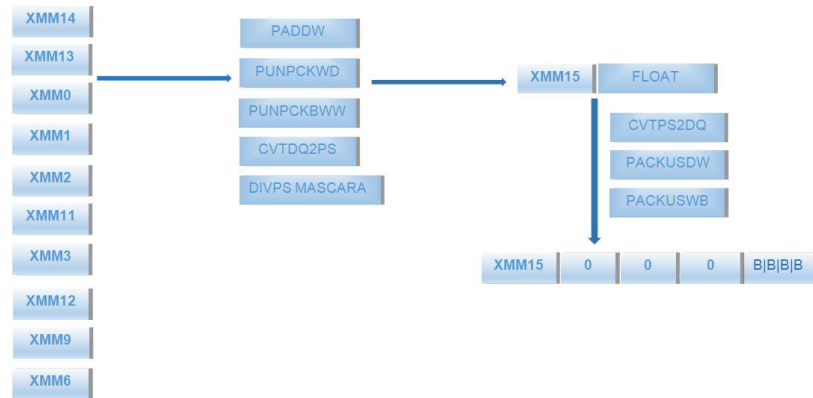 XMM14
XMM13
XMM0
XMM1
XMM2
XMM11
XMM3
XMM12
XMM9
XMM6
PADDW
PUNPCKWD
PUNPCKBWW
CVTDQ2PS
DIVPS MASCARA
XMM15 FLOAT
CVTPS2DQ
PACKUSDW
PACKUSWB
XMM15 0 0 0 B|B|B|B